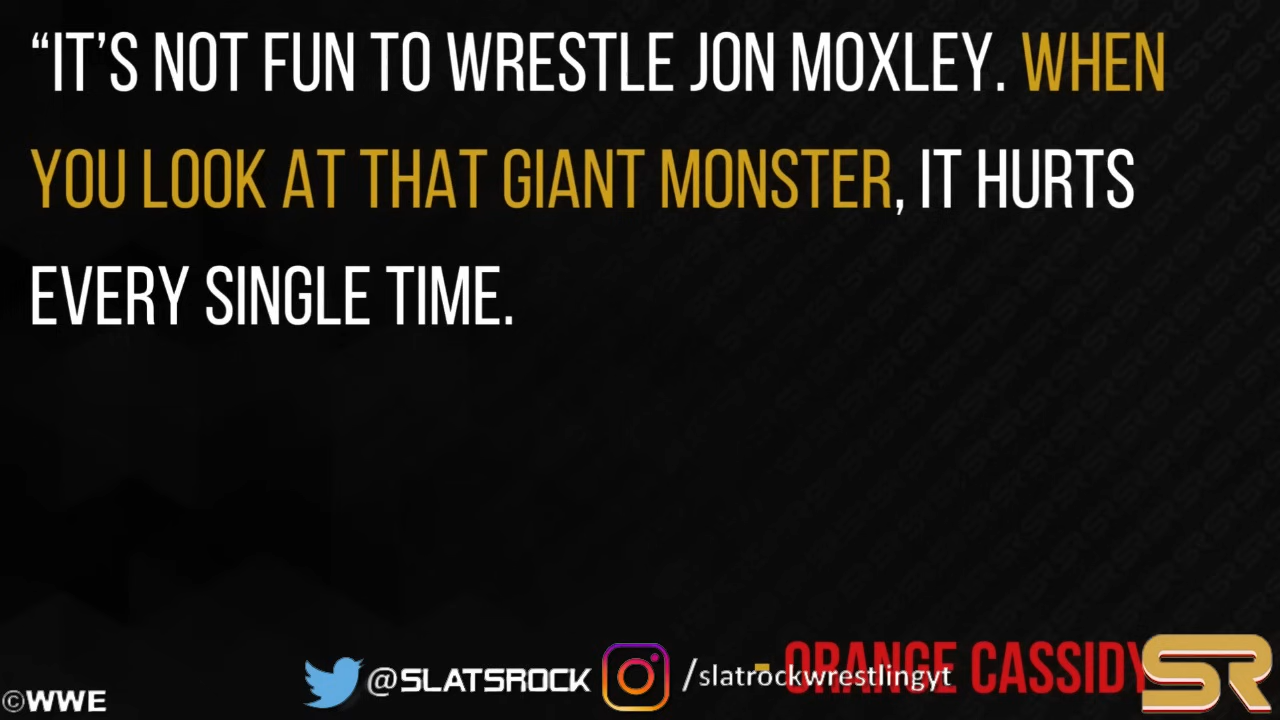 “IT’S NOT FUN TO WRESTLE JON MOXLEY. WHEN
YOU LOOK AT THAT GIANT MONSTER, IT HURTS
EVERY SINGLE TIME.
- ORANGE CASSIDY
@SLATSROCK /slatrockwrestlingyt
SR
©WWE